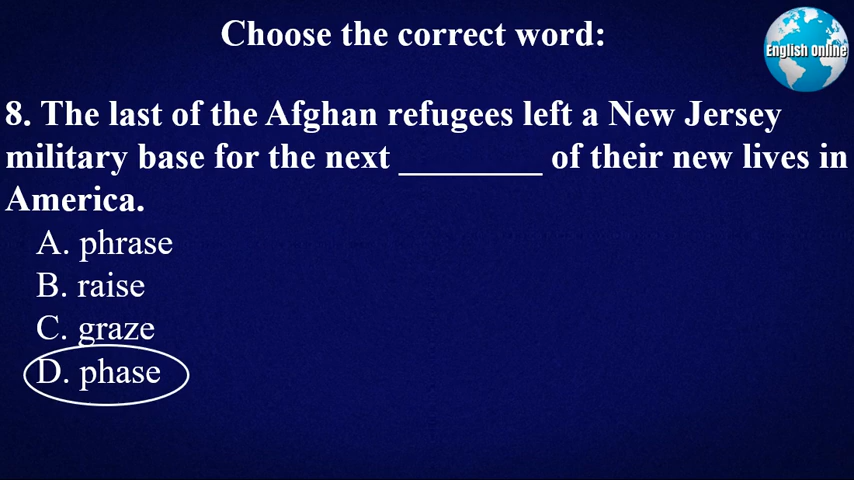 Choose the correct word:
English Online
8. The last of the Afghan refugees left a New Jersey
military base for the next ________ of their new lives in
America.
A. phrase
B. raise
C. graze
D. phase